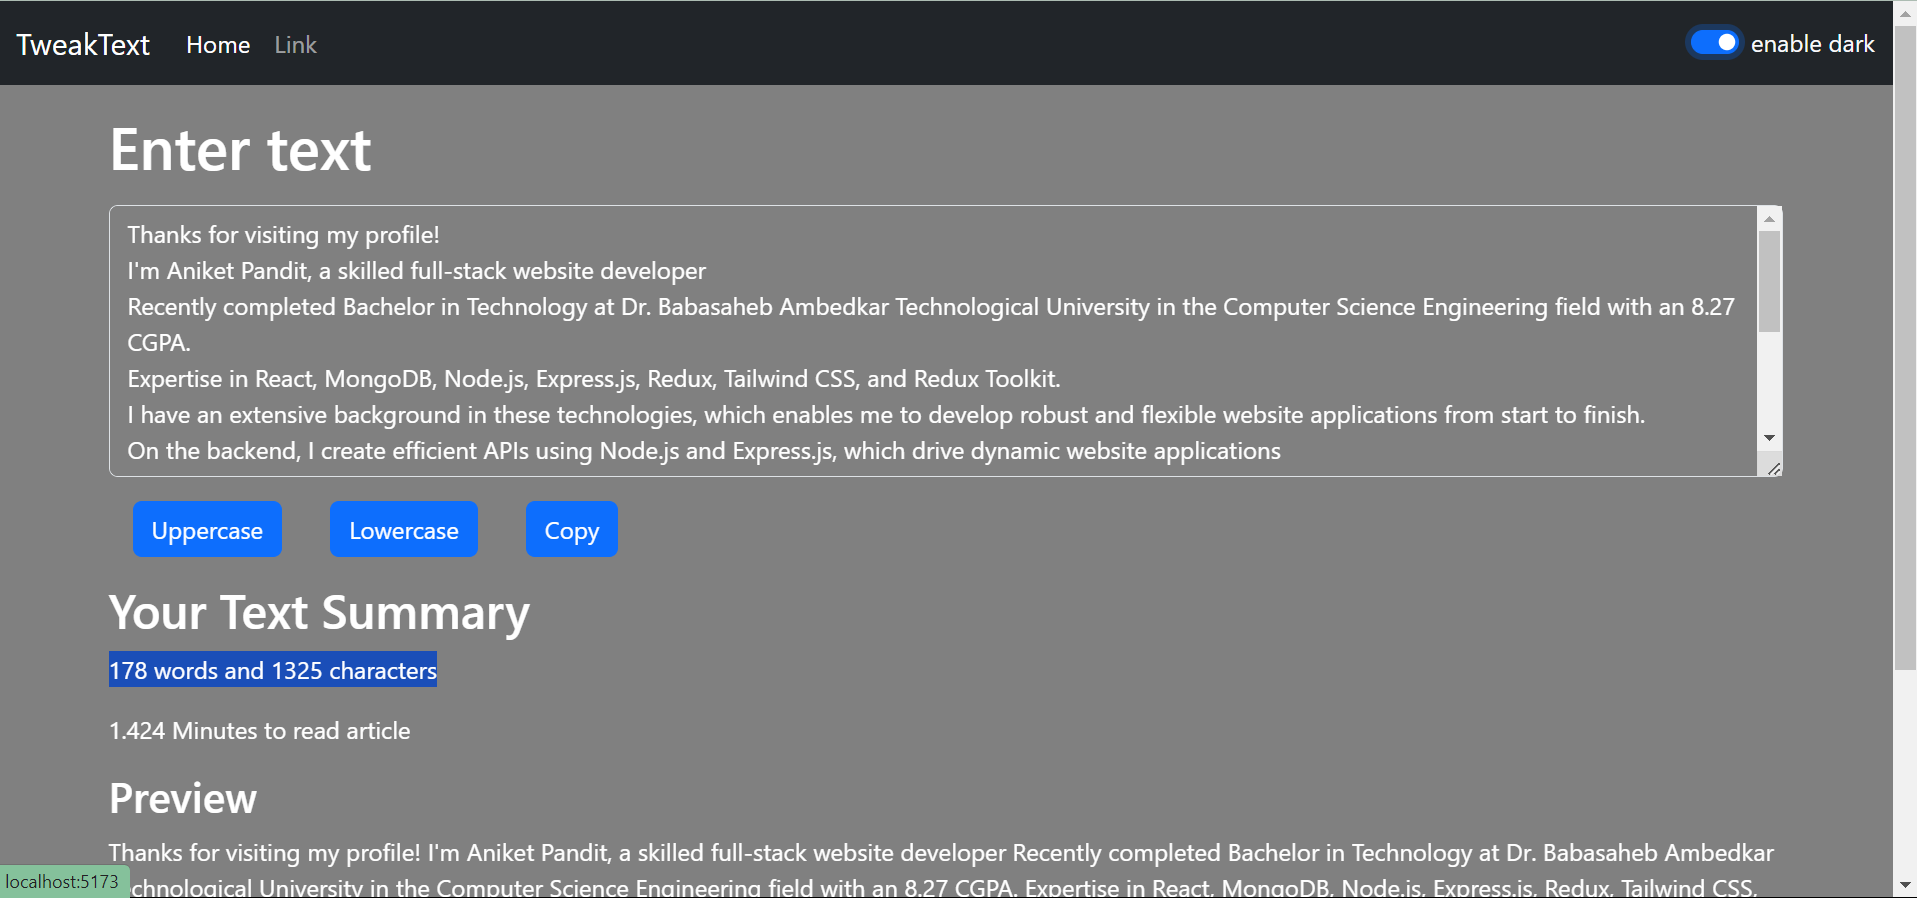 TweakText Home Link enable dark
Enter text
Thanks for visiting my profile!
I'm Aniket Pandit, a skilled full-stack website developer
Recently completed Bachelor in Technology at Dr. Babasaheb Ambedkar Technological University in the Computer Science Engineering field with an 8.27
CGPA.
Expertise in React, MongoDB, Node.js, Express.js, Redux, Tailwind CSS, and Redux Toolkit.
I have an extensive background in these technologies, which enables me to develop robust and flexible website applications from start to finish.
On the backend, I create efficient APIs using Node.js and Express.js, which drive dynamic website applications
Uppercase Lowercase Copy
Your Text Summary
178 words and 1325 characters
1.424 Minutes to read article
Preview
Thanks for visiting my profile! I'm Aniket Pandit, a skilled full-stack website developer Recently completed Bachelor in Technology at Dr. Babasaheb Ambedkar
chnological University in the Computer Science Engineering field with an 8.27 CGPA. Expertise in React, MongoDB, Node.js, Express.js, Redux, Tailwind CSS,
localhost:5173